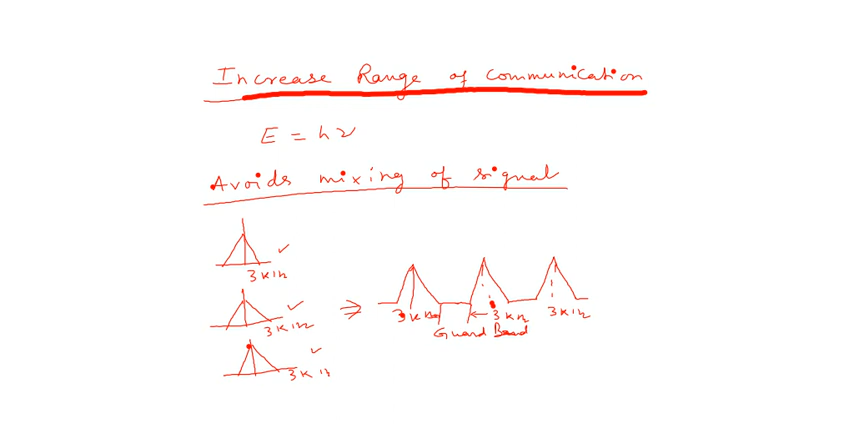 Increase Range of Communication
E = hν
Avoids mixing of signal
3 KHz
3 KHz
3 KHz
3 KHz
3 KHz
3 KHz
Guard Band